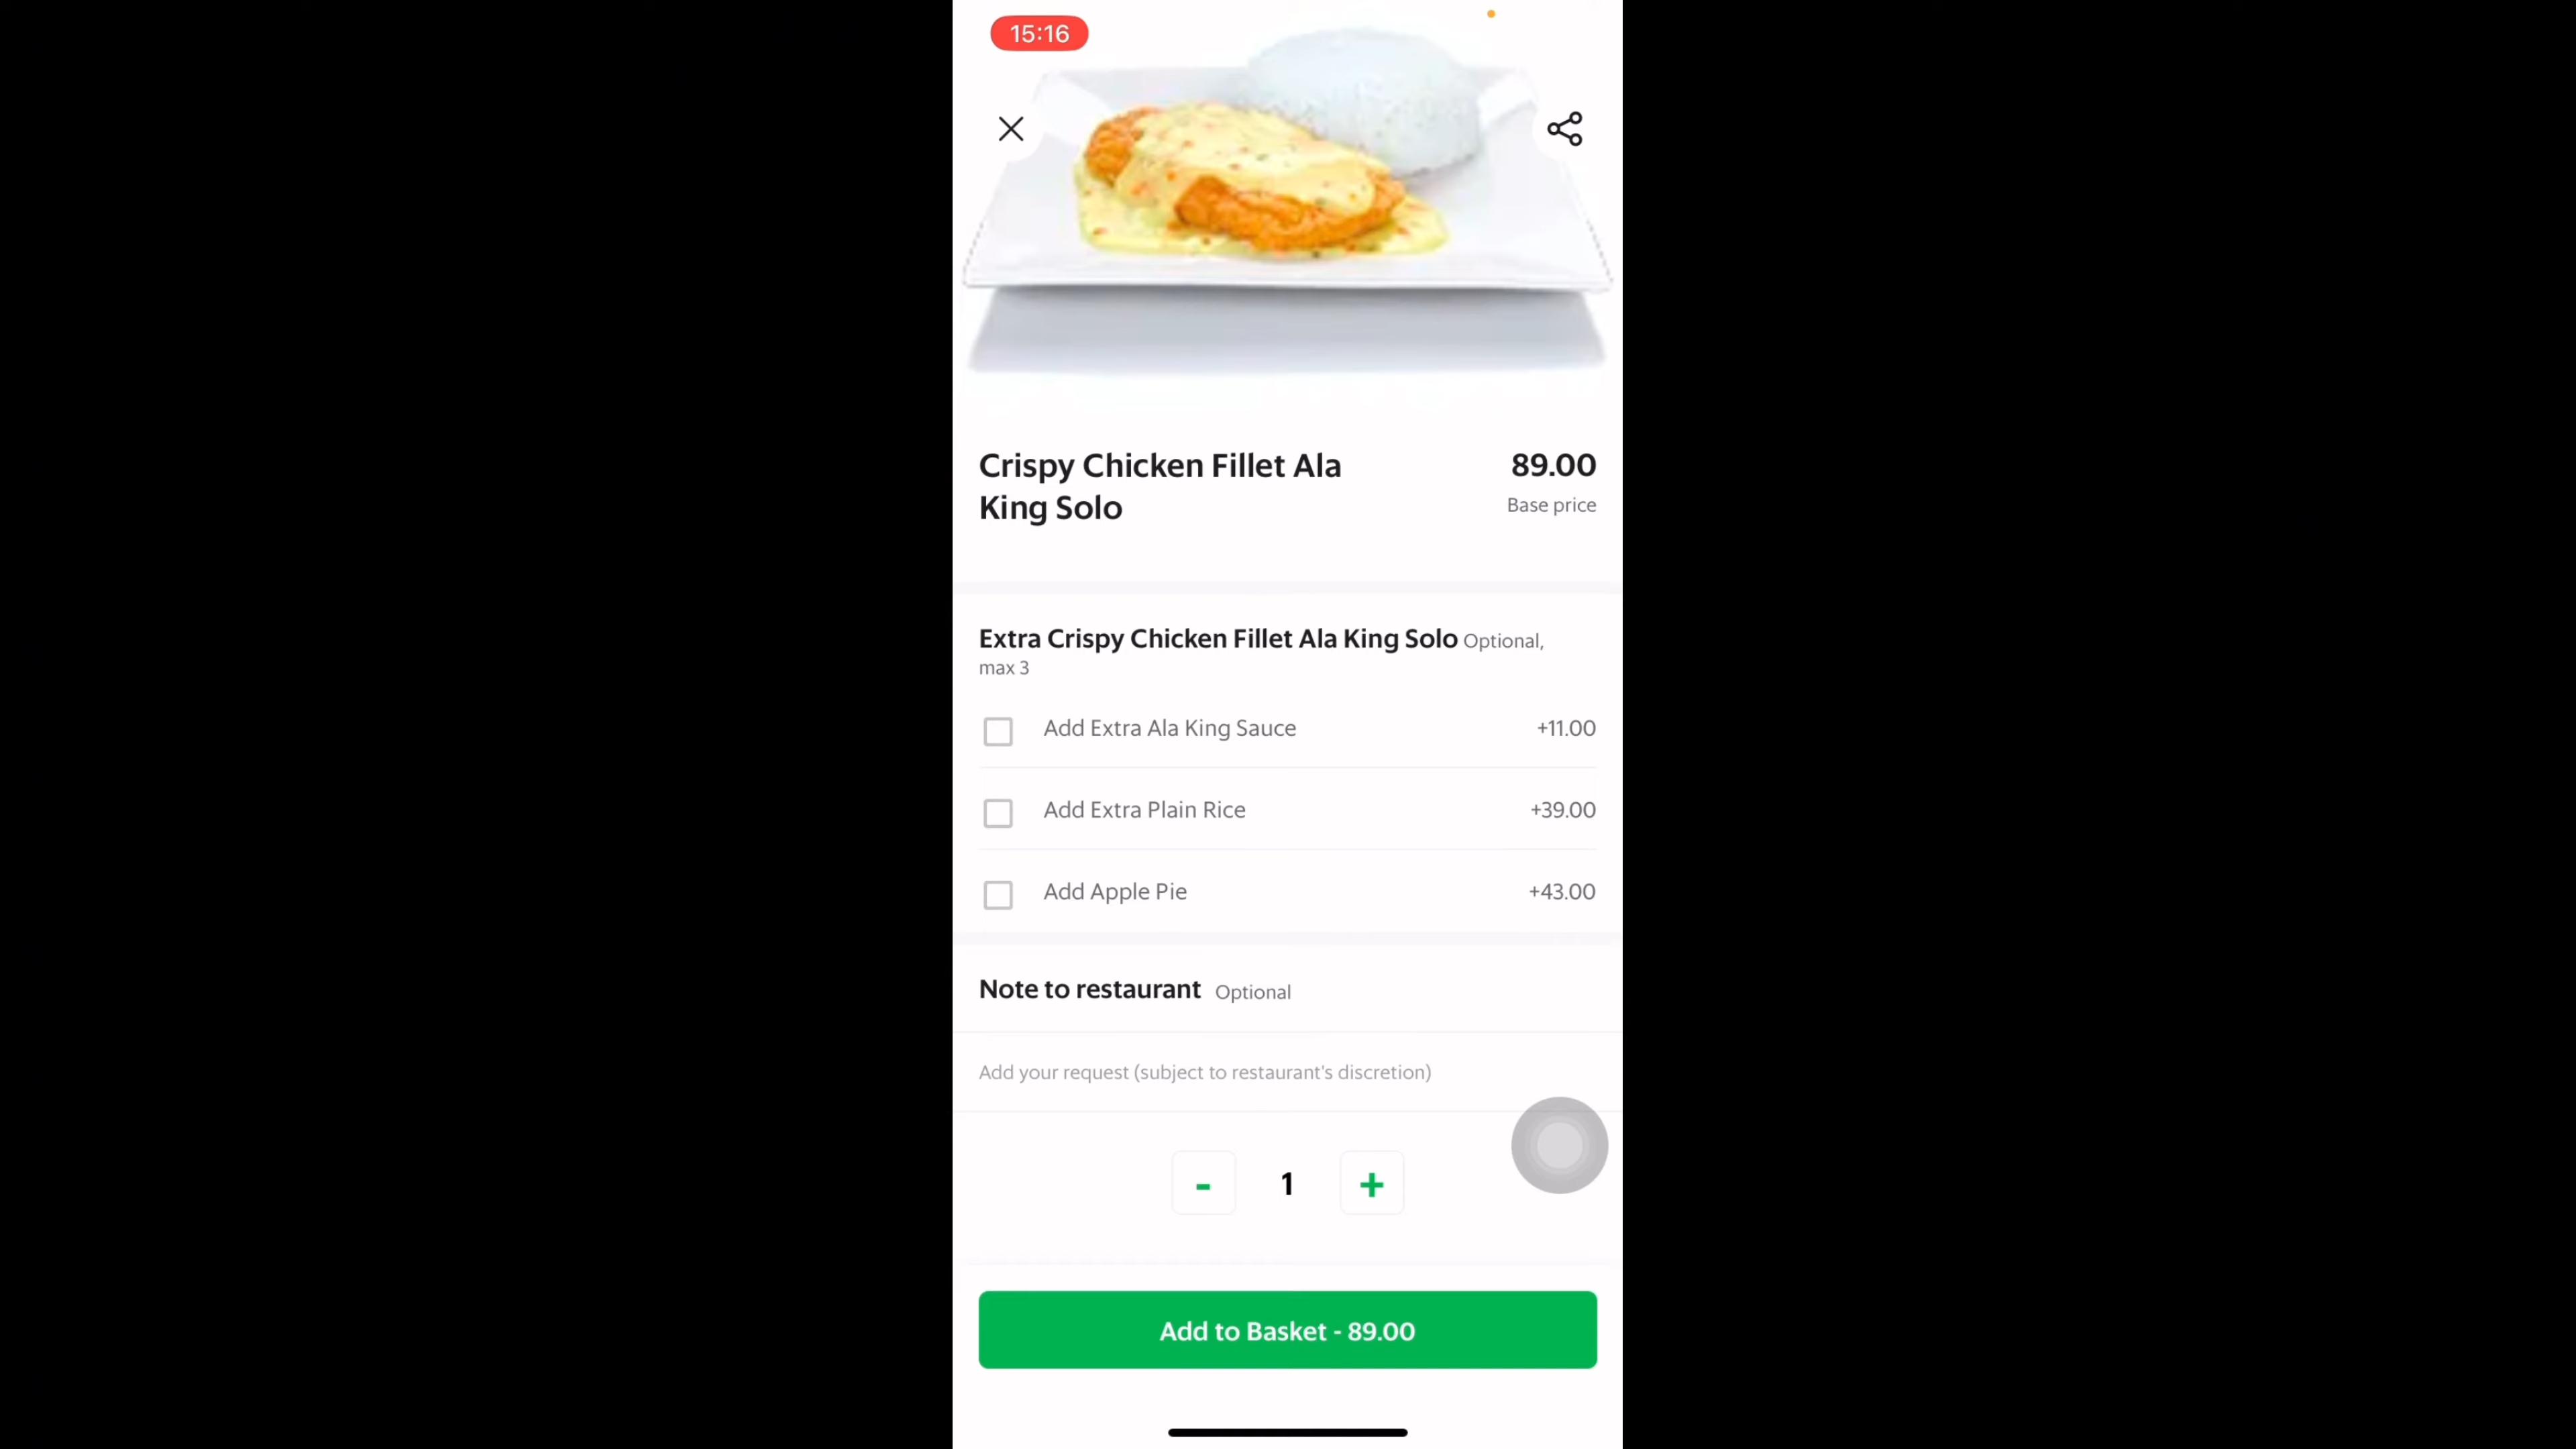 15:16
Crispy Chicken Fillet Ala
King Solo
89.00
Base price
Extra Crispy Chicken Fillet Ala King Solo Optional,
max 3
Add Extra Ala King Sauce +11.00
Add Extra Plain Rice +39.00
Add Apple Pie +43.00
Note to restaurant Optional
Add your request (subject to restaurant's discretion)
- 1 +
Add to Basket - 89.00